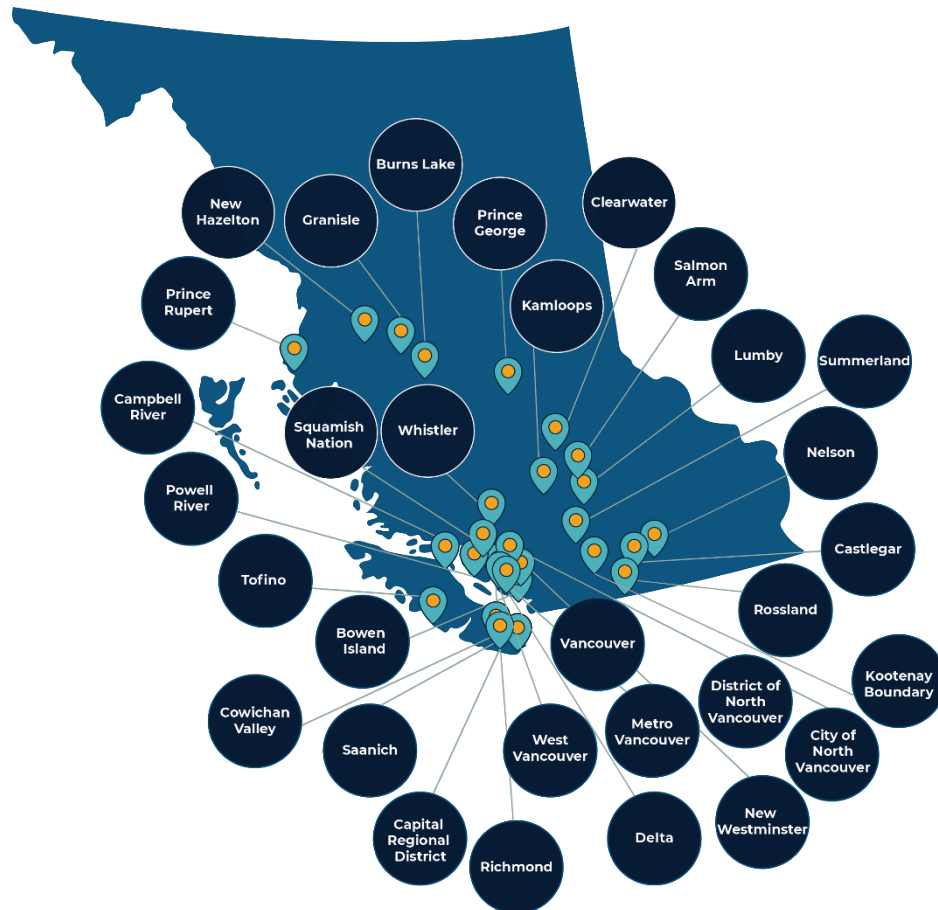 Burns Lake
New
Hazelton
Granisle
Prince
George
Clearwater
Salmon
Arm
Prince
Rupert
Kamloops
Lumby
Summerland
Campbell
River
Squamish
Nation
Whistler
Nelson
Powell
River
Castlegar
Tofino
Rossland
Bowen
Island
Vancouver
Kootenay
Boundary
District of
North
Vancouver
Cowichan
Valley
Saanich
West
Vancouver
Metro
Vancouver
City of
North
Vancouver
New
Westminster
Capital
Regional
District
Richmond
Delta